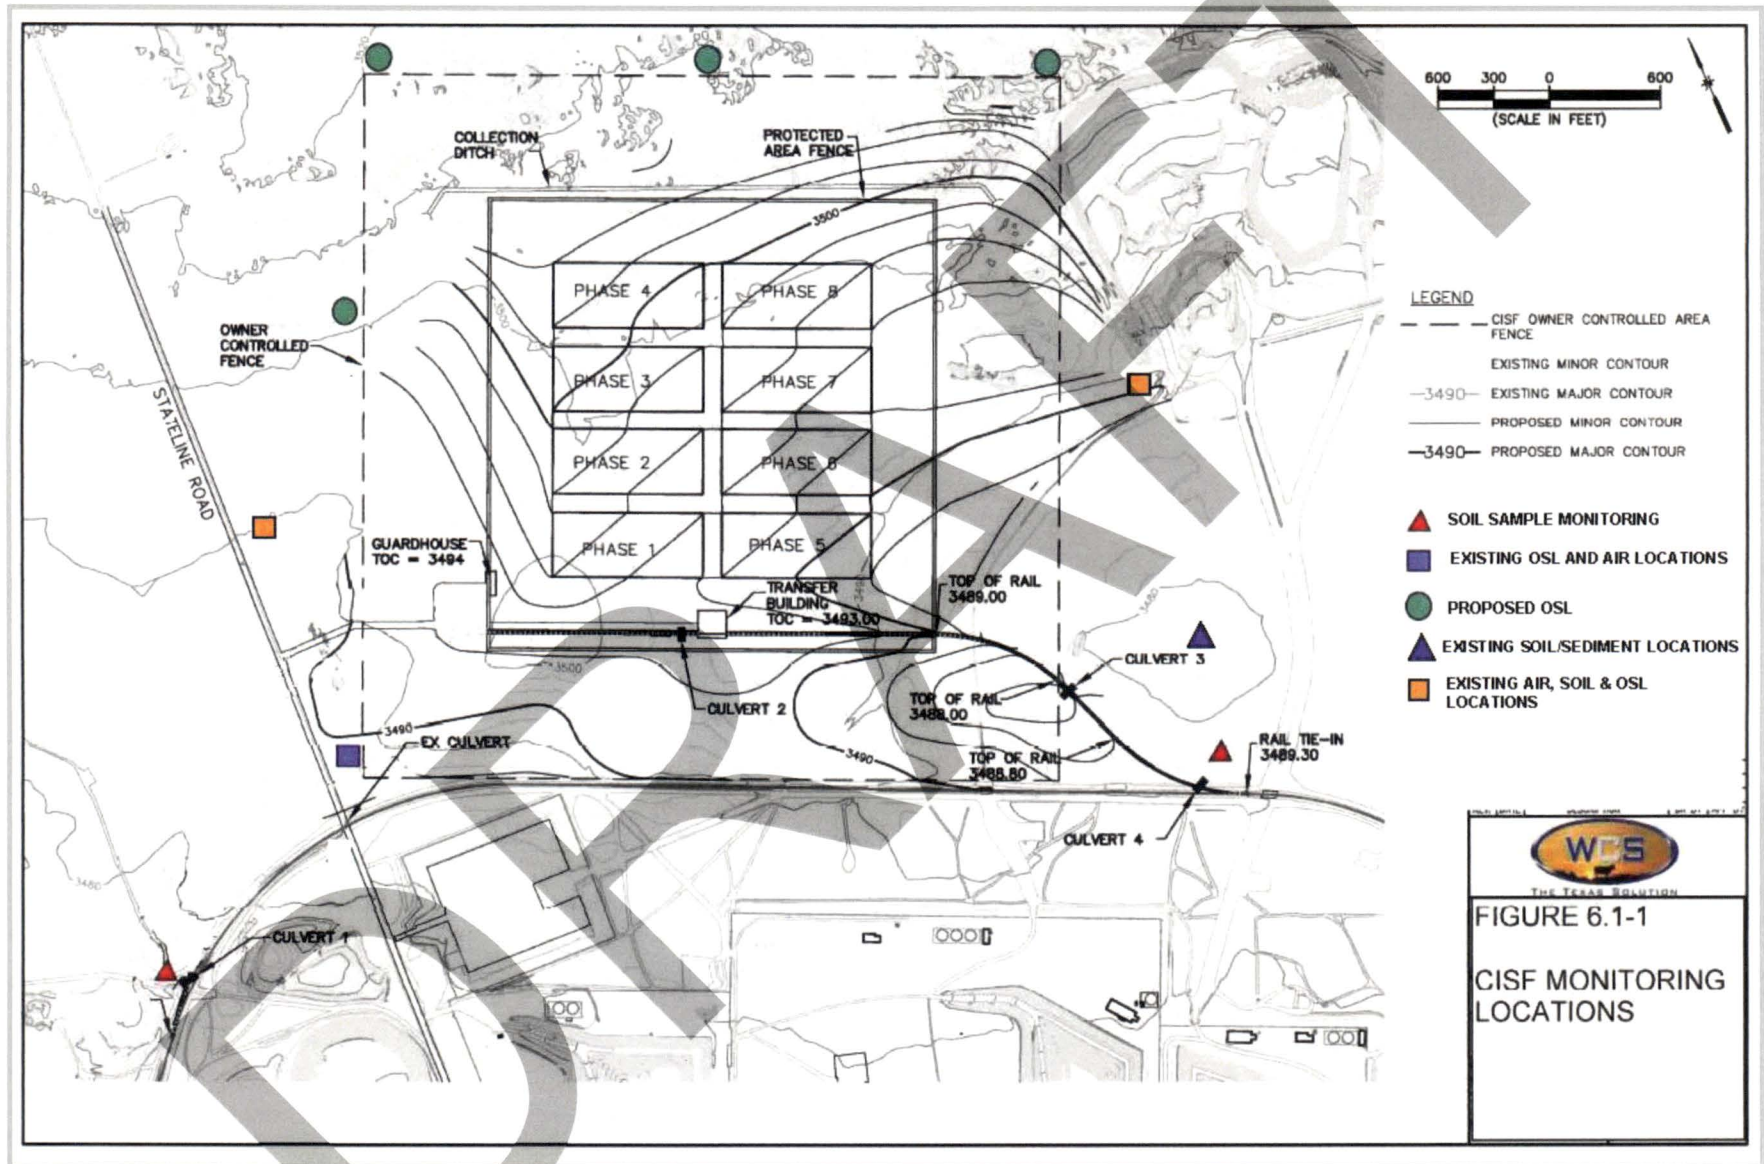 COLLECTION
DITCH
PROTECTED
AREA FENCE
600 300 0 600
(SCALE IN FEET)
3500
PHASE 4
PHASE 8
3500
OWNER
CONTROLLED
FENCE
PHASE 3
PHASE 7
STATELINE ROAD
PHASE 2
PHASE 6
GUARDHOUSE
TOC = 3494
PHASE 1
PHASE 5
TRANSFER
BUILDING
TOC = 3493.00
TOP OF RAIL
3489.00
3480
CULVERT 3
3500
TOP OF RAIL
3488.00
CULVERT 2
3490
EX CULVERT
3490
TOP OF RAIL
3488.80
RAIL TIE-IN
3489.30
CULVERT 4
3480
CULVERT 1
LEGEND
CISF OWNER CONTROLLED AREA
FENCE
EXISTING MINOR CONTOUR
3490 EXISTING MAJOR CONTOUR
PROPOSED MINOR CONTOUR
3490 PROPOSED MAJOR CONTOUR
SOIL SAMPLE MONITORING
EXISTING OSL AND AIR LOCATIONS
PROPOSED OSL
EXISTING SOIL/SEDIMENT LOCATIONS
EXISTING AIR, SOIL & OSL
LOCATIONS
WCS
THE TEXAS SOLUTION
FIGURE 6.1-1
CISF MONITORING
LOCATIONS
DRAFT